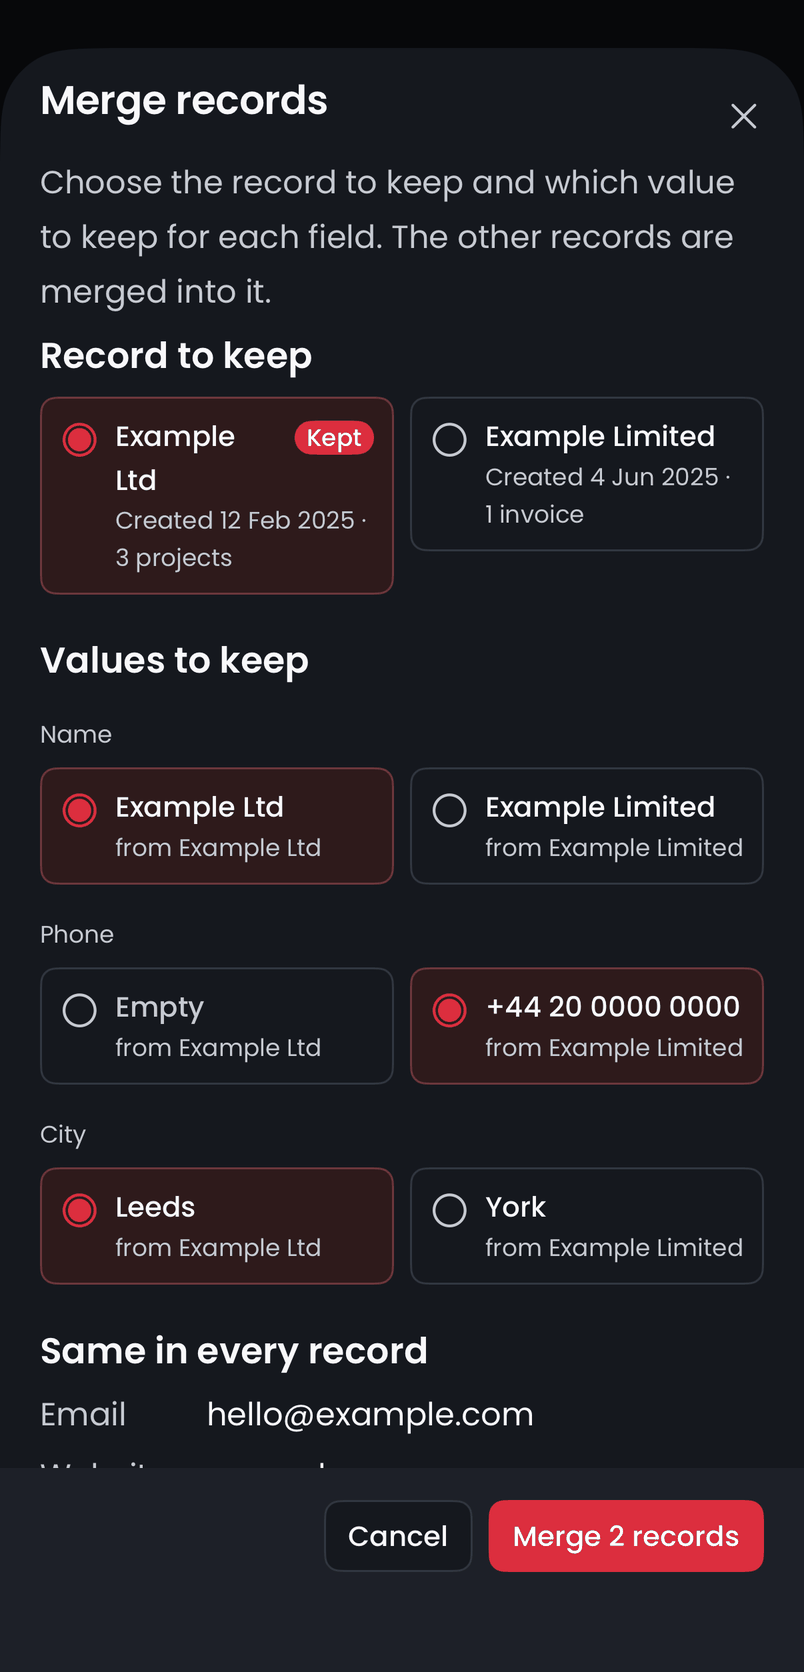 Merge records
Choose the record to keep and which value
to keep for each field. The other records are
merged into it.
Record to keep
Example Kept
Ltd
Created 12 Feb 2025 ·
3 projects
Example Limited
Created 4 Jun 2025 ·
1 invoice
Values to keep
Name
Example Ltd
from Example Ltd
Example Limited
from Example Limited
Phone
Empty
from Example Ltd
+44 20 0000 0000
from Example Limited
City
Leeds
from Example Ltd
York
from Example Limited
Same in every record
Email hello@example.com
Cancel
Merge 2 records